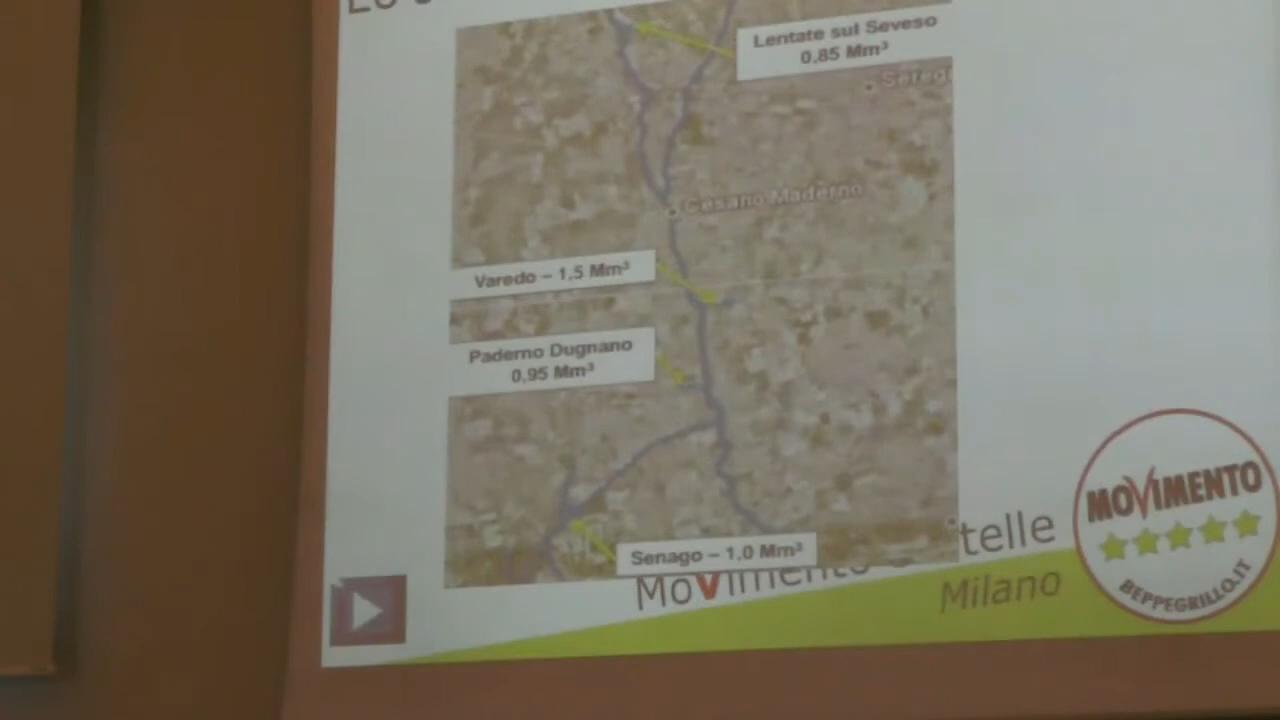 Lentate sul Seveso
0,85 Mm³
Cesano Maderno
Varedo – 1,5 Mm³
Paderno Dugnano
0,95 Mm³
Senago – 1,0 Mm³
MoVimento
telle
Milano
MOVIMENTO
BEPPEGRILLO.IT